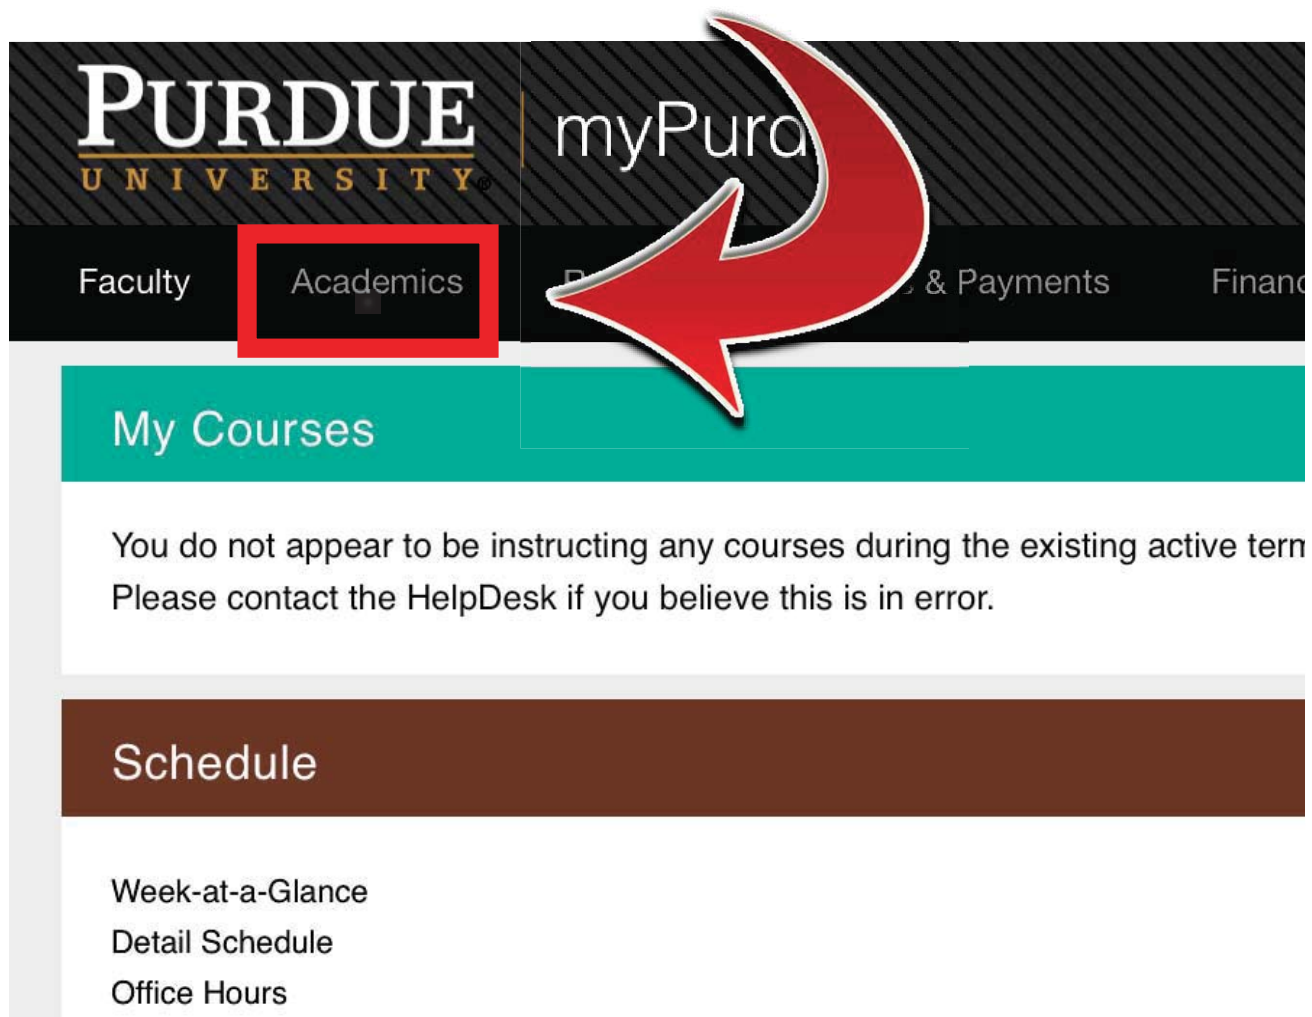 PURDUE
UNIVERSITY®
myPurd
Faculty Academics & Payments Financ
My Courses
You do not appear to be instructing any courses during the existing active term
Please contact the HelpDesk if you believe this is in error.
Schedule
Week-at-a-Glance
Detail Schedule
Office Hours